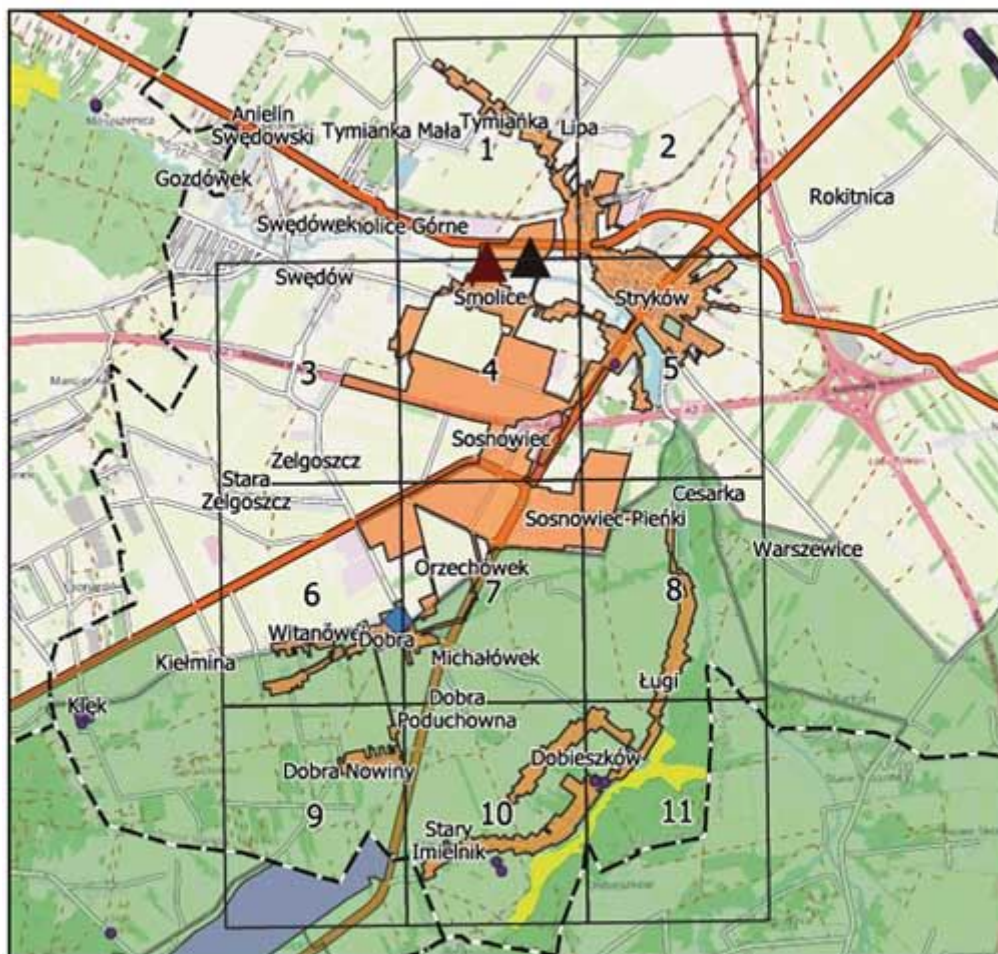 Anielin
Swędowski
Tymianka Mała
Tymianka
Lipa
1
2
Gozdówek
Rokitnica
Swędówek
olice Górne
Swędów
Smolice
Stryków
3
4
5
A2
Sosnowiec
Zelgoszcz
Stara
Zelgoszcz
Cesarka
Sosnowiec-Pieńki
Warszewice
Orzechówek
6
7
8
Dobra
Michałówek
Kiełmina
Ługi
Klęk
Dobra
Poduchowna
Dobieszków
Dobra Nowiny
9
10
11
Stary
Imielnik